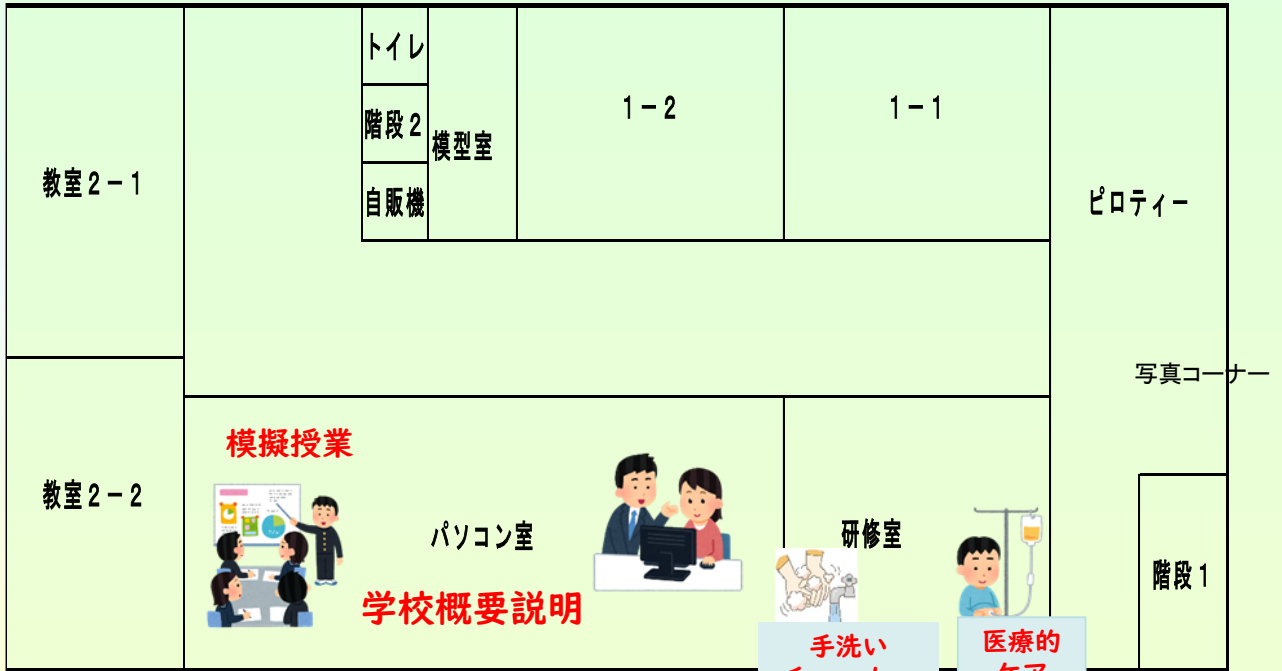 トイレ
階段2
自販機
模型室
1－2
1－1
教室2－1
ピロティー
写真コーナー
教室2－2
模擬授業
パソコン室
学校概要説明
研修室
手洗い
医療的
ケア
階段1